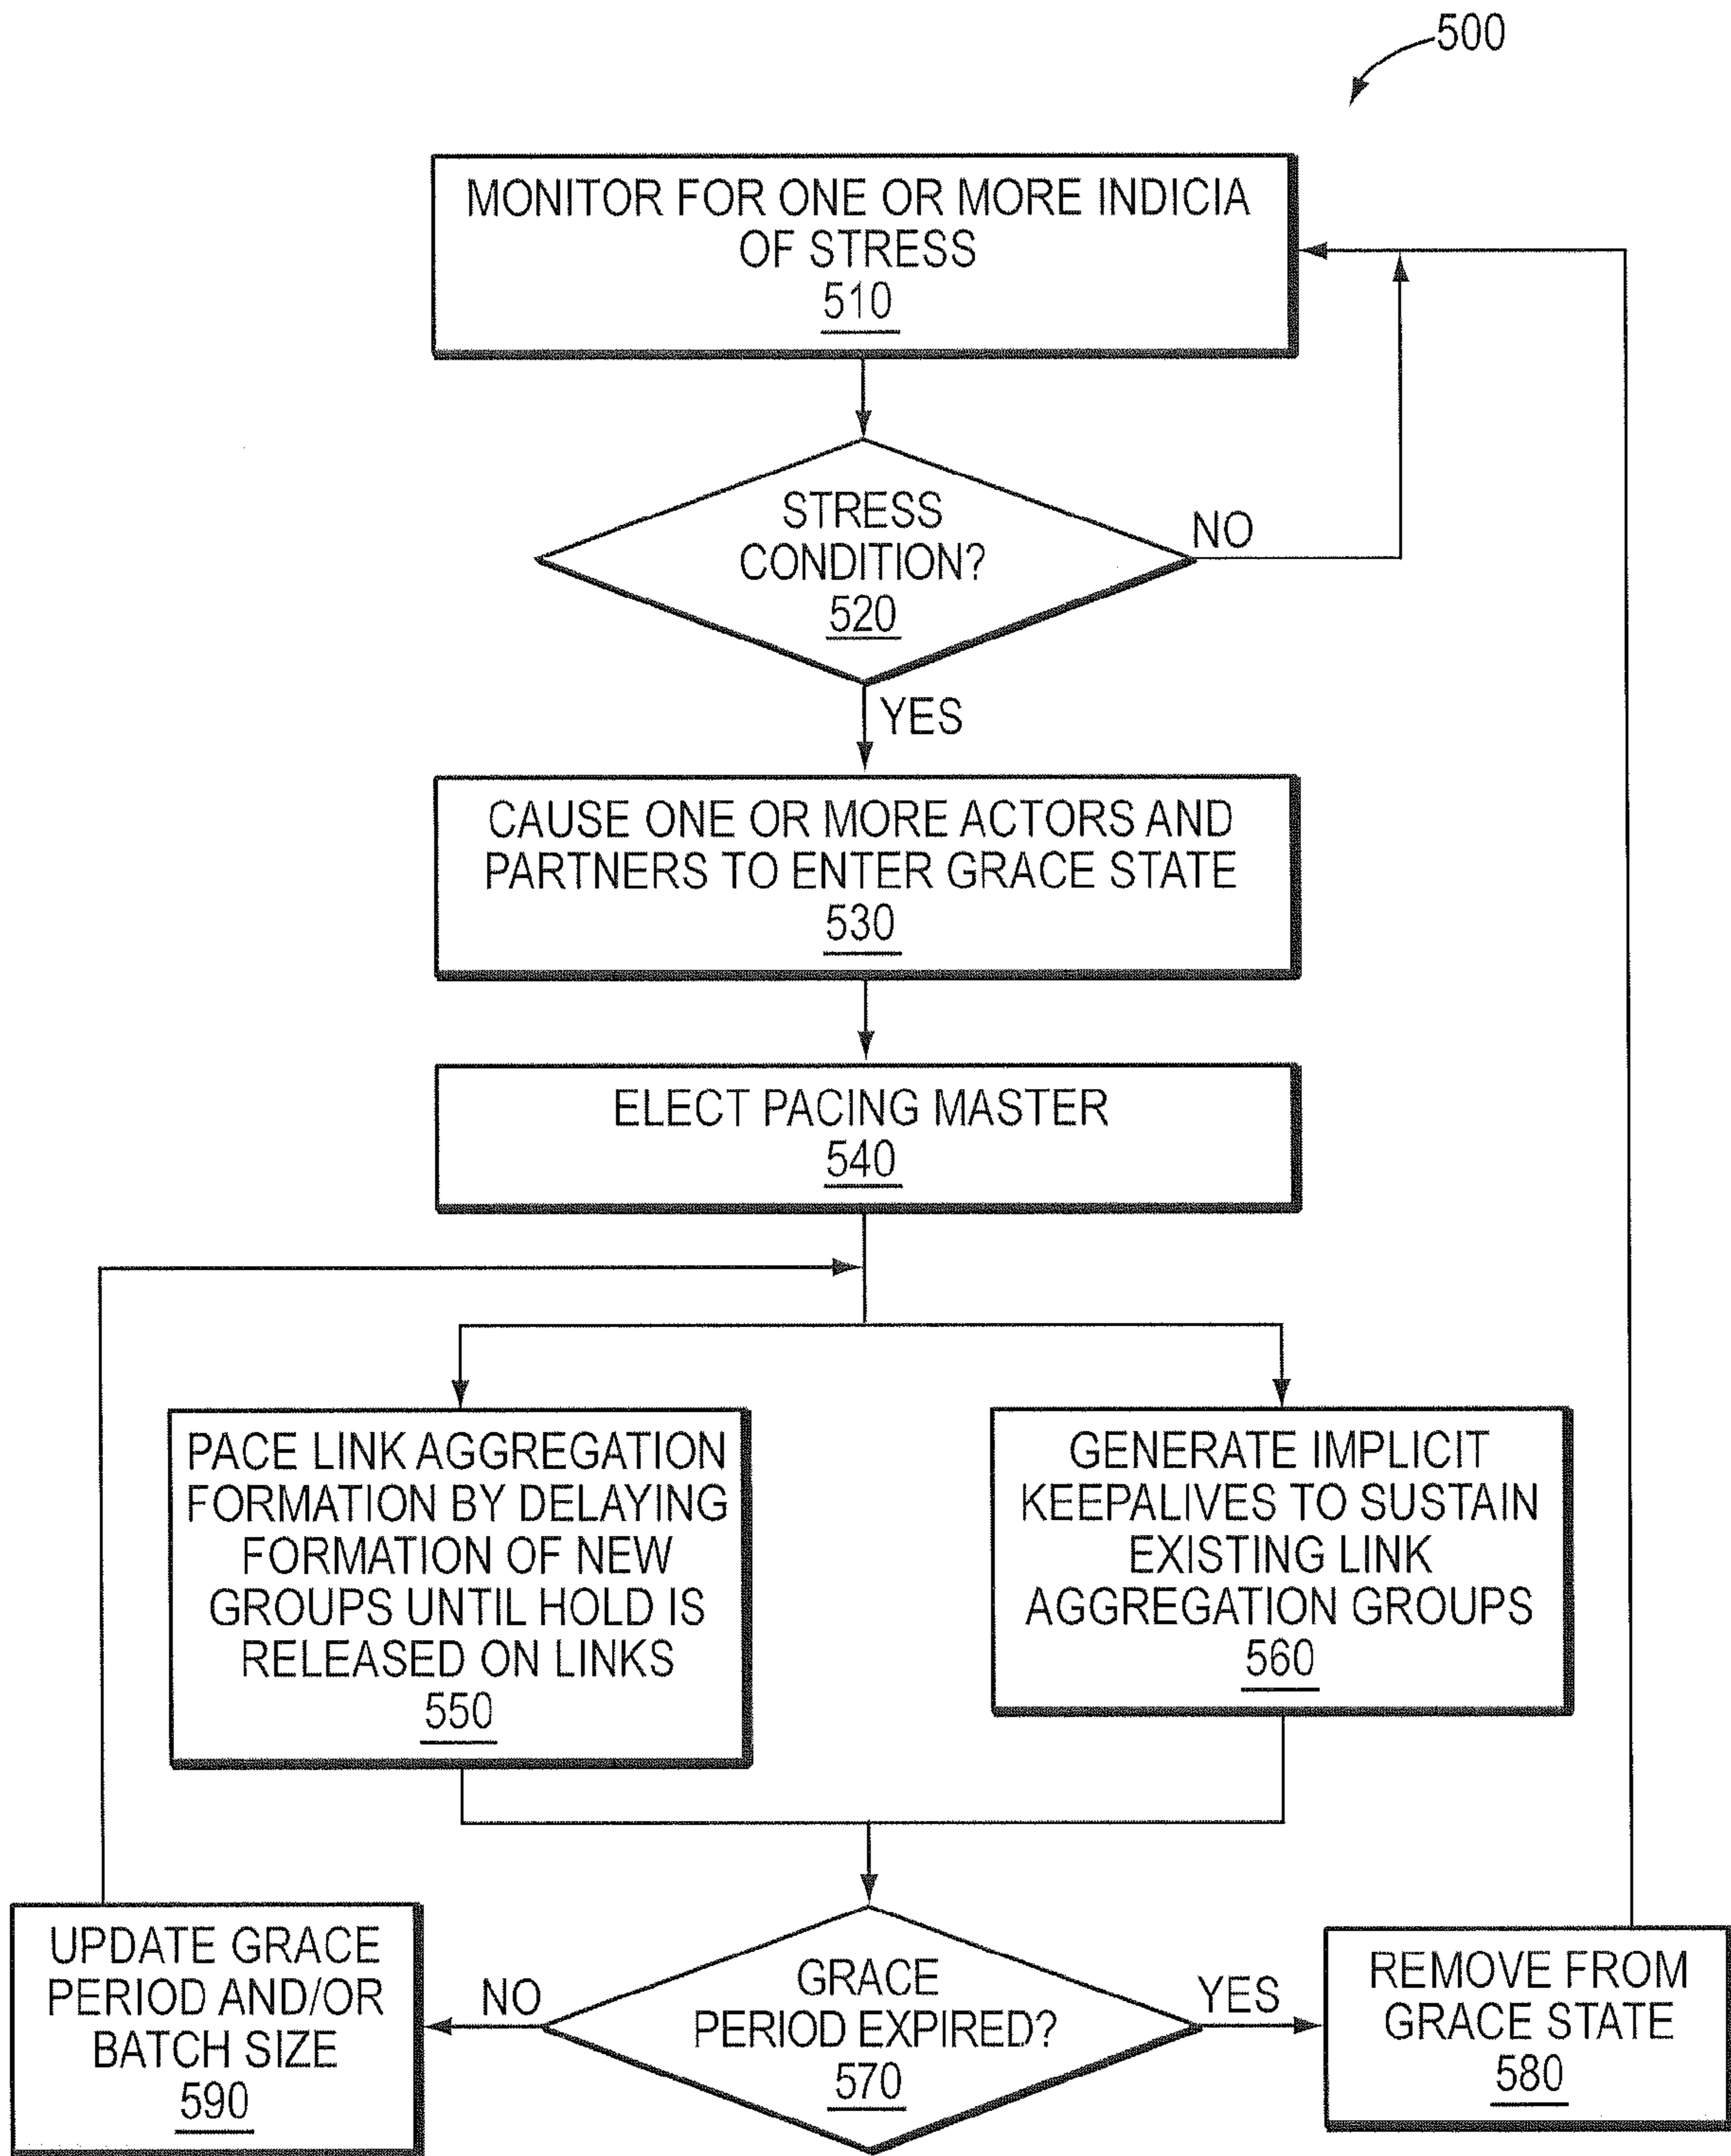 500
MONITOR FOR ONE OR MORE INDICIA
OF STRESS
510
STRESS
CONDITION?
520
NO
YES
CAUSE ONE OR MORE ACTORS AND
PARTNERS TO ENTER GRACE STATE
530
ELECT PACING MASTER
540
PACE LINK AGGREGATION
FORMATION BY DELAYING
FORMATION OF NEW
GROUPS UNTIL HOLD IS
RELEASED ON LINKS
550
GENERATE IMPLICIT
KEEPALIVES TO SUSTAIN
EXISTING LINK
AGGREGATION GROUPS
560
UPDATE GRACE
PERIOD AND/OR
BATCH SIZE
590
NO
GRACE
PERIOD EXPIRED?
570
YES
REMOVE FROM
GRACE STATE
580